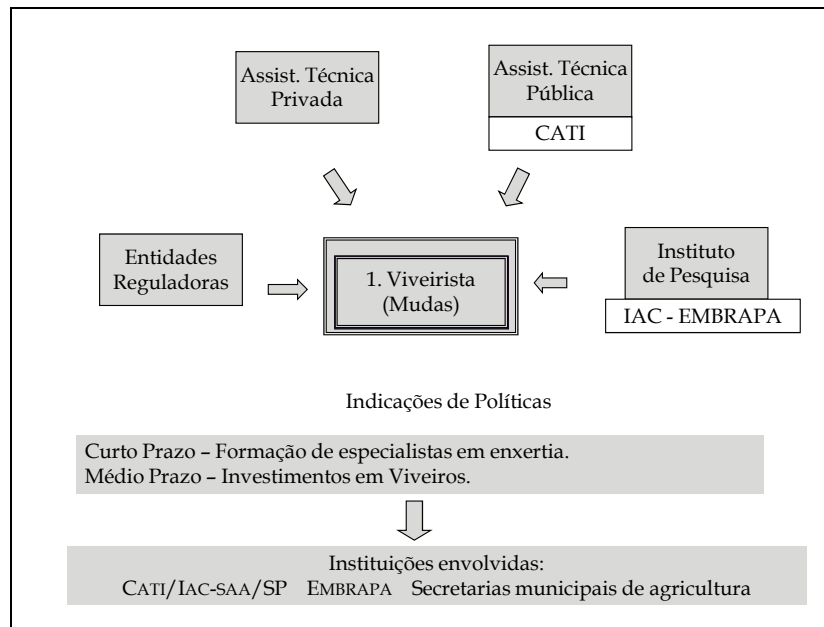 Assist. Técnica
Privada
Assist. Técnica
Pública
CATI
Entidades
Reguladoras
1. Viveirista
(Mudas)
Instituto
de Pesquisa
IAC - EMBRAPA
Indicações de Políticas
Curto Prazo – Formação de especialistas em enxertia.
Médio Prazo – Investimentos em Viveiros.
Instituições envolvidas:
CATI/IAC-SAA/SP EMBRAPA Secretarias municipais de agricultura